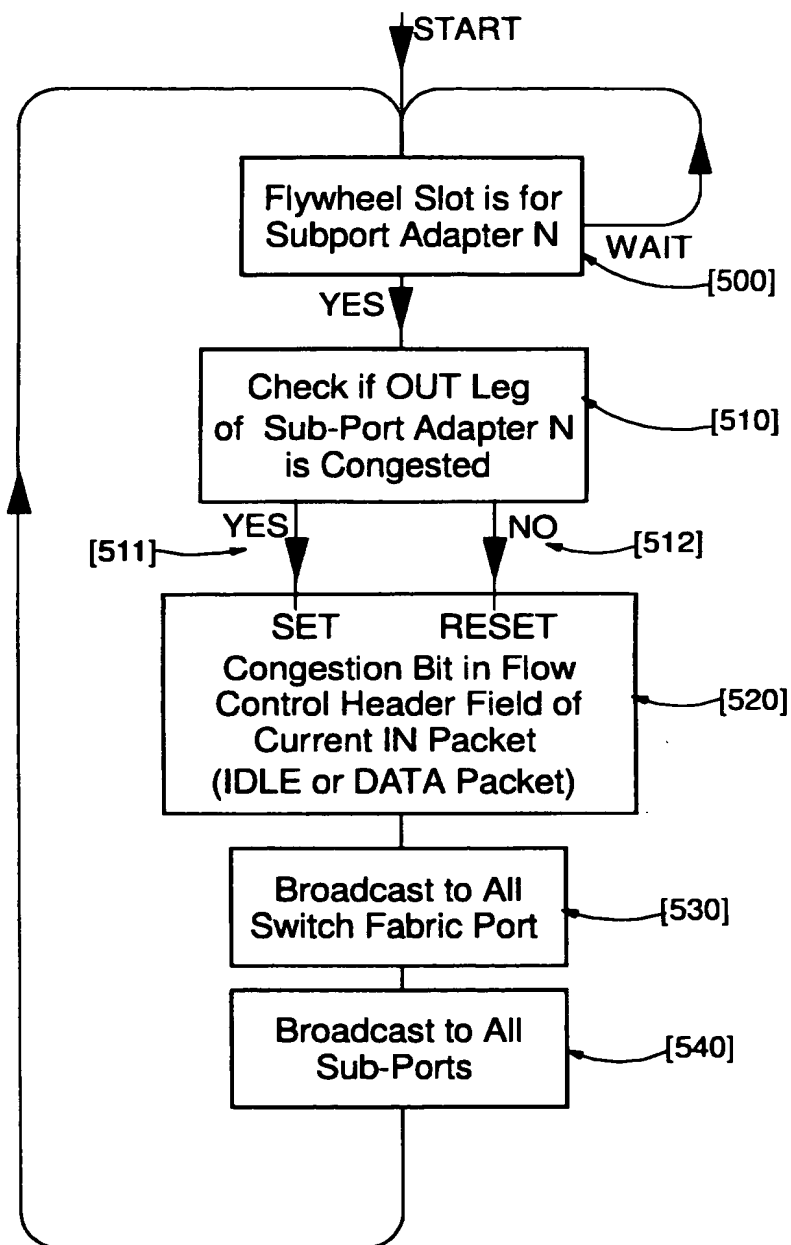 START
Flywheel Slot is for
Subport Adapter N
WAIT
[500]
YES
Check if OUT Leg
of Sub-Port Adapter N
is Congested
[510]
YES
NO
[511]
[512]
SET RESET
Congestion Bit in Flow
Control Header Field of
Current IN Packet
(IDLE or DATA Packet)
[520]
Broadcast to All
Switch Fabric Port
[530]
Broadcast to All
Sub-Ports
[540]